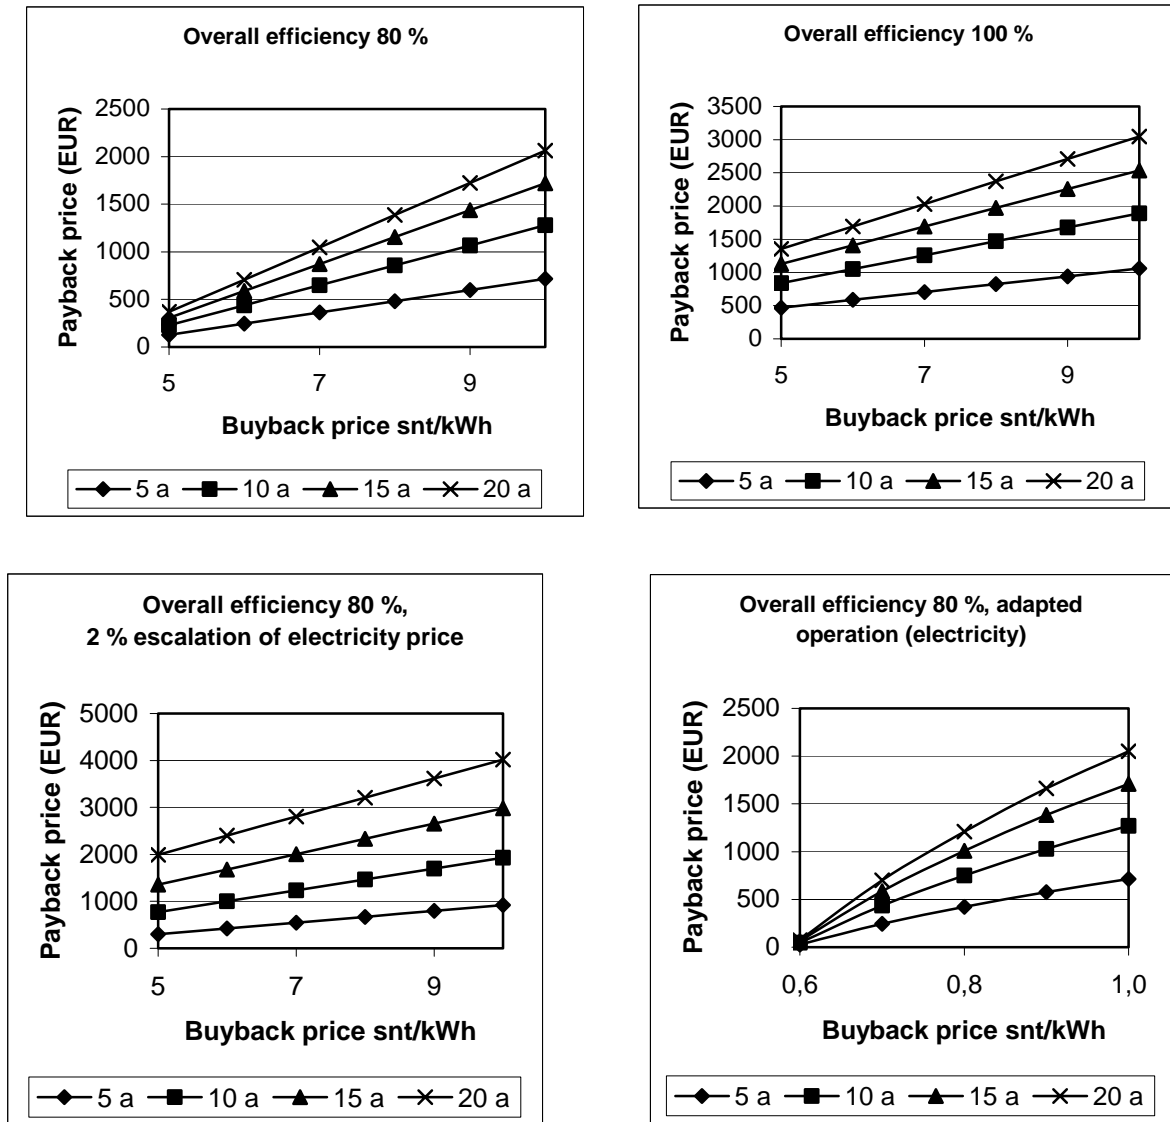 Overall efficiency 80 %
Payback price (EUR)
2500
2000
1500
1000
500
0
5 7 9
Buyback price snt/kWh
5 a 10 a 15 a 20 a
Overall efficiency 100 %
Payback price (EUR)
3500
3000
2500
2000
1500
1000
500
0
5 7 9
Buyback price snt/kWh
5 a 10 a 15 a 20 a
Overall efficiency 80 %,
2 % escalation of electricity price
Payback price (EUR)
5000
4000
3000
2000
1000
0
5 7 9
Buyback price snt/kWh
5 a 10 a 15 a 20 a
Overall efficiency 80 %, adapted
operation (electricity)
Payback price (EUR)
2500
2000
1500
1000
500
0
0,6 0,8 1,0
Buyback price snt/kWh
5 a 10 a 15 a 20 a